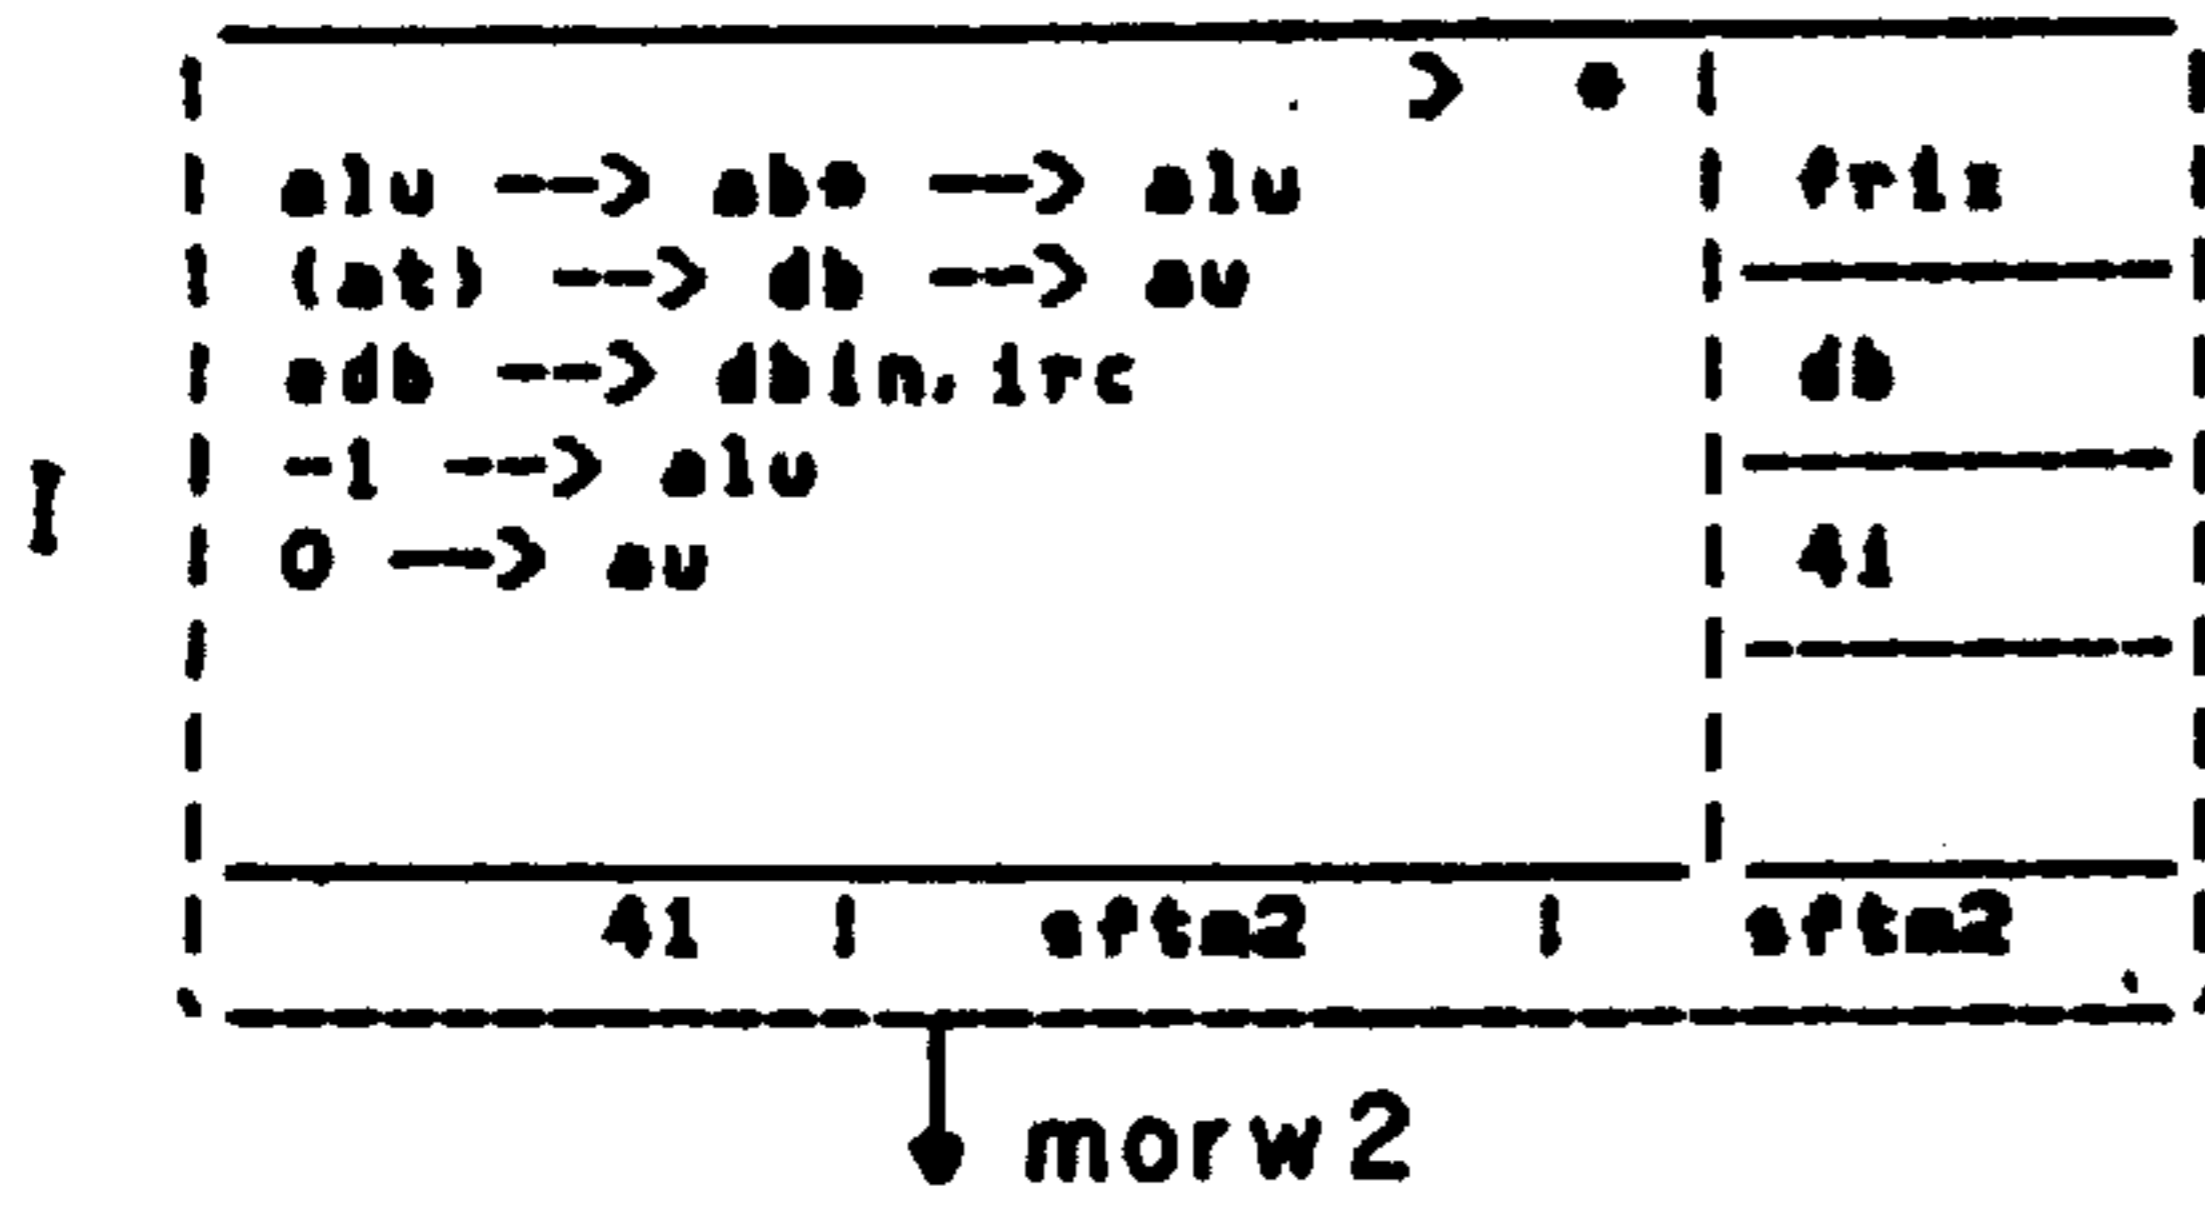 > *
alu --> ab* --> alu
frix
(at) --> db --> au
edb --> dbin,irc
db
I
-1 --> alu
0 --> au
41
41 | sftm2 | sftm2
morw2